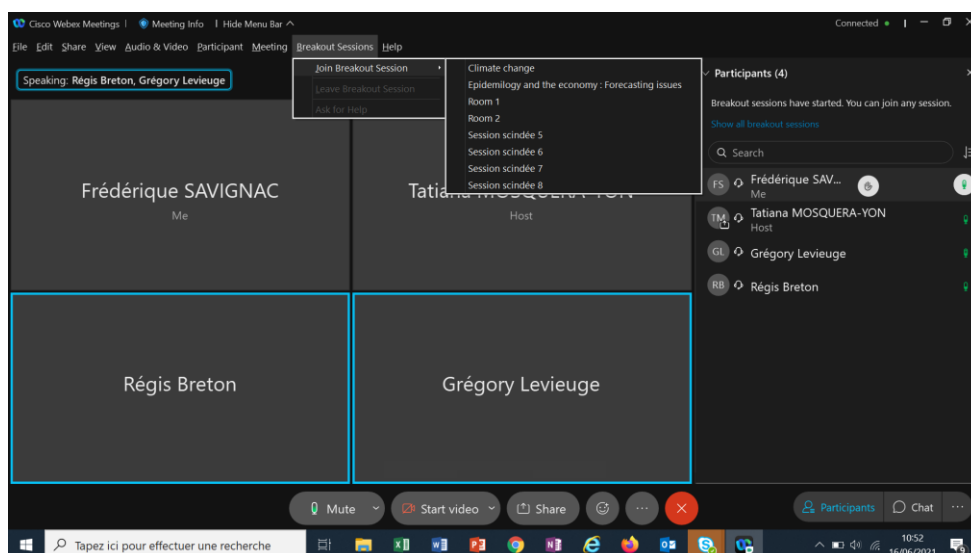 Cisco Webex Meetings | Meeting Info | Hide Menu Bar
Connected
File Edit Share View Audio & Video Participant Meeting Breakout Sessions Help
Speaking: Régis Breton, Grégory Levieuge
Join Breakout Session
Leave Breakout Session
Ask for Help
Climate change
Epidemilogy and the economy : Forecasting issues
Room 1
Room 2
Session scindée 5
Session scindée 6
Session scindée 7
Session scindée 8
Frédérique SAVIGNAC
Me
Host
Régis Breton
Grégory Levieuge
Participants (4)
Breakout sessions have started. You can join any session.
Show all breakout sessions
Search
FS Frédérique SAV...
Me
TM Tatiana MOSQUERA-YON
Host
GL Grégory Levieuge
RB Régis Breton
Mute
Start video
Share
Participants
Chat
Tapez ici pour effectuer une recherche
10:52
16/06/2021